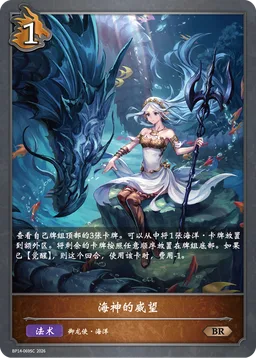 1
查看自己牌组顶部的3张卡牌。可以从中将1张海洋·卡牌放置
到额外区。将剩余的卡牌按照任意顺序放置在牌组底部。如果
已【觉醒】，则这个回合，使用该卡时，费用-1。
海神的威望
法术 御龙使·海洋 BR